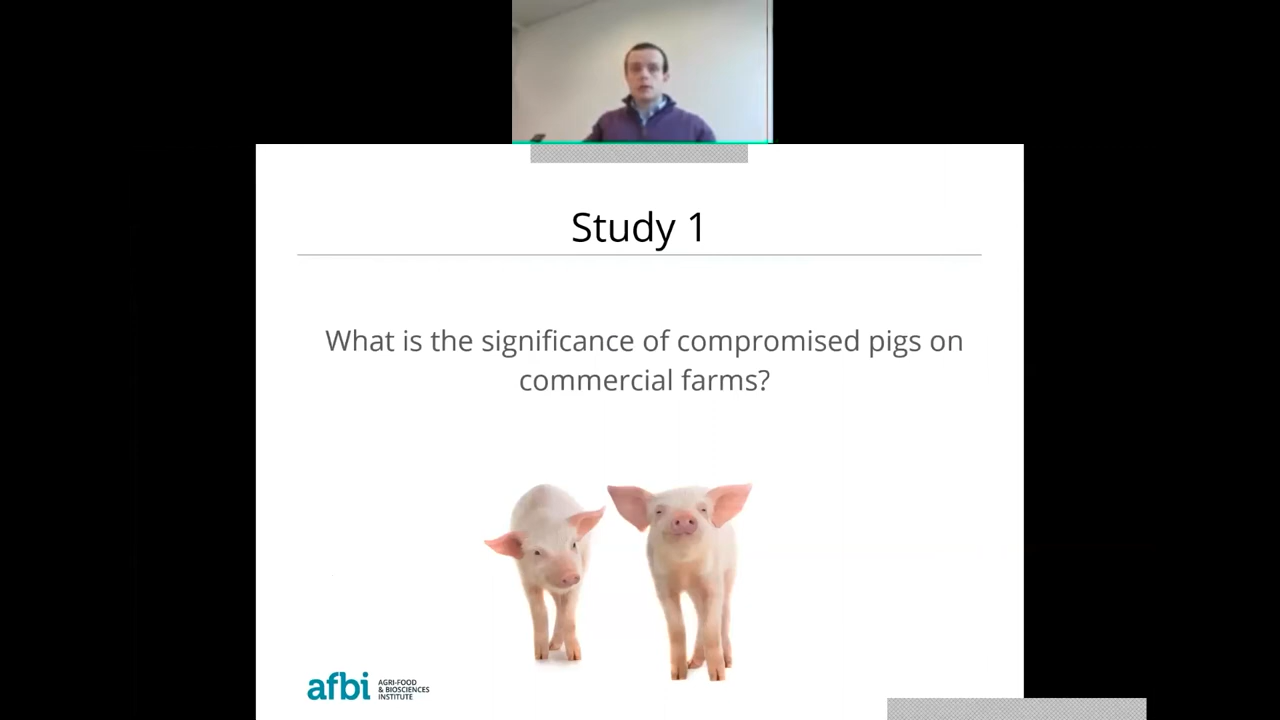 Study 1
What is the significance of compromised pigs on
commercial farms?
afbi
AGRI-FOOD
& BIOSCIENCES
INSTITUTE